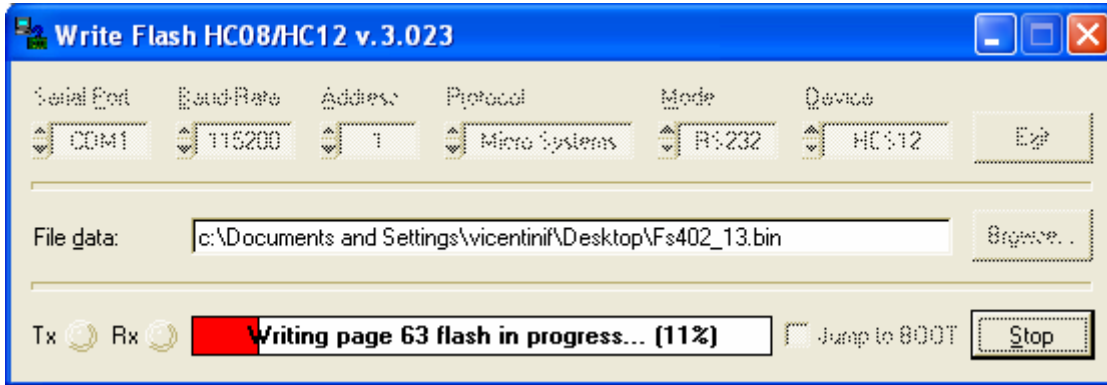 Write Flash HC08/HC12 v.3.023
Serial Port Baud-Rate Address Protocol Mode Device
COM1 115200 1 Micro Systems RS232 HCS12 Exit
File data: c:\Documents and Settings\vicentinif\Desktop\Fs402_13.bin Browse..
Tx Rx Writing page 63 flash in progress... (11%) Jump to BOOT Stop